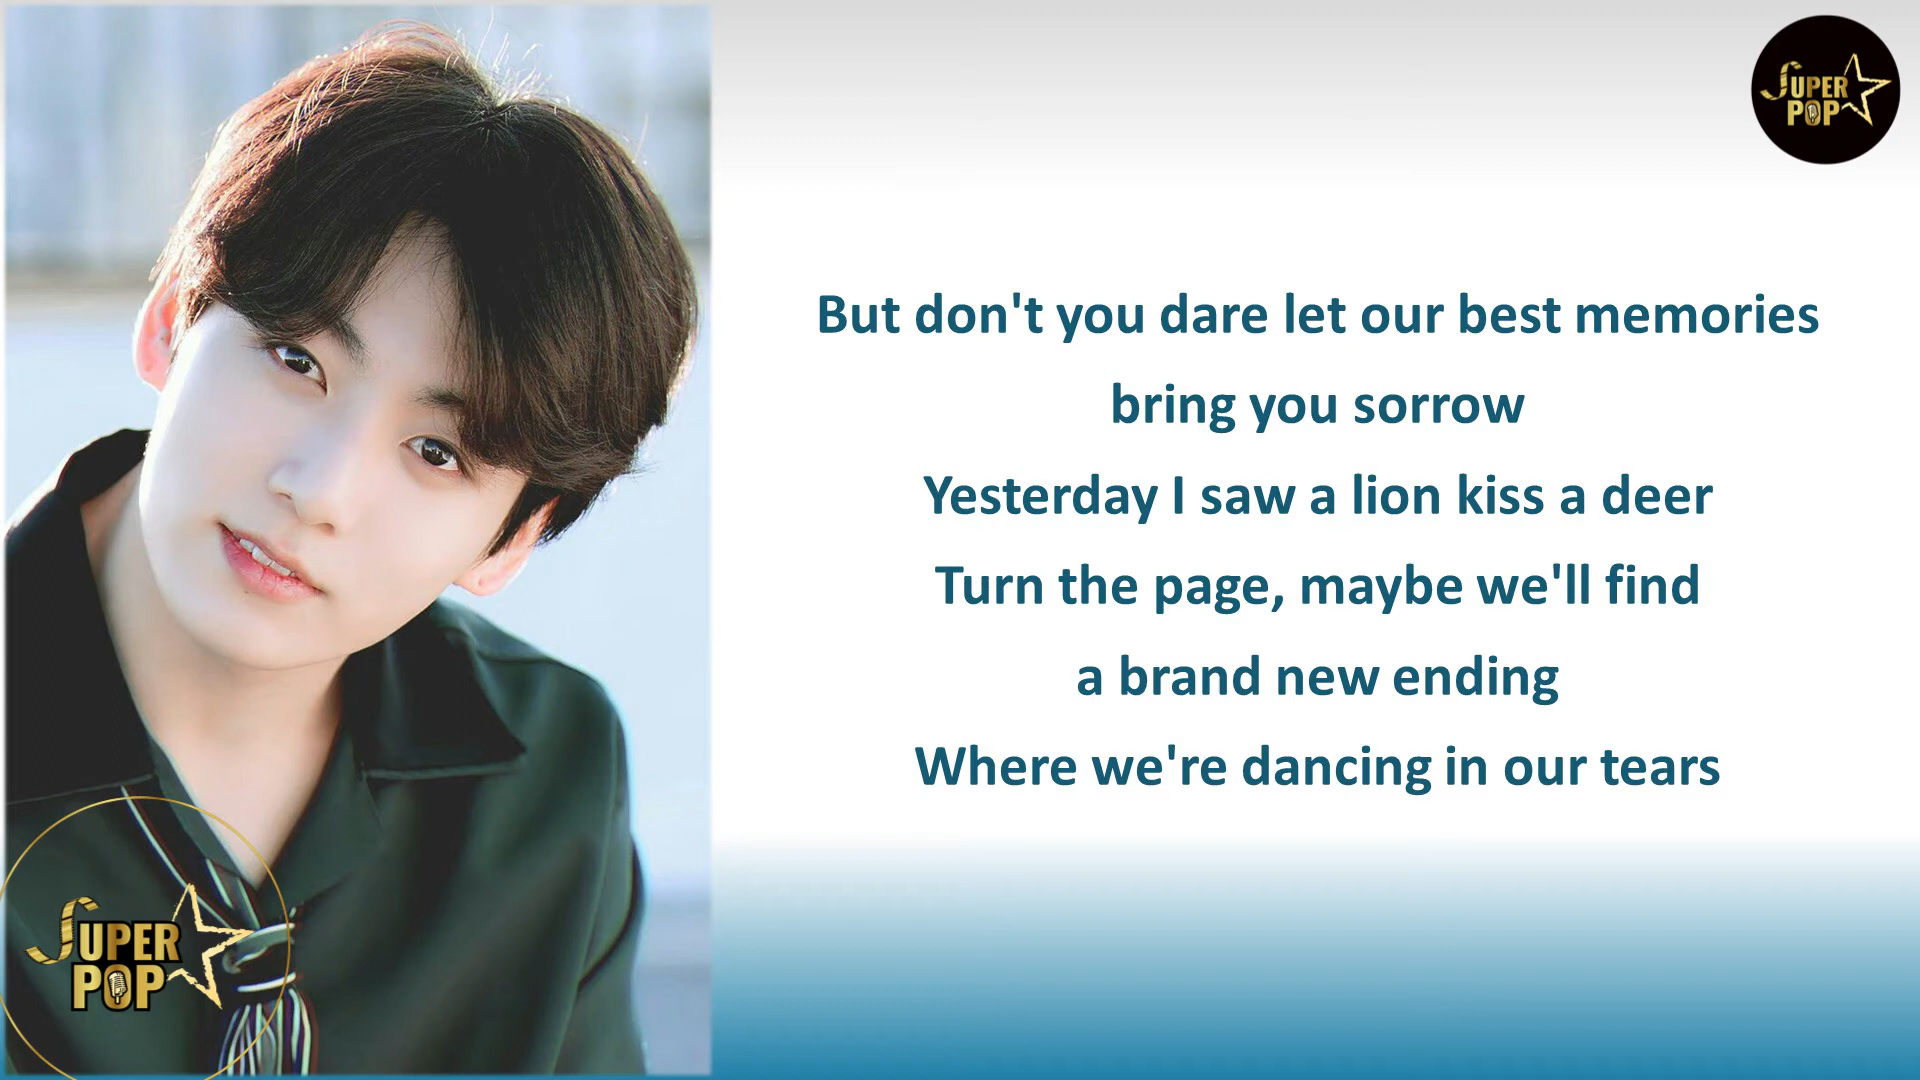 SUPER
POP
But don't you dare let our best memories
bring you sorrow
Yesterday I saw a lion kiss a deer
Turn the page, maybe we'll find
a brand new ending
Where we're dancing in our tears
SUPER
POP